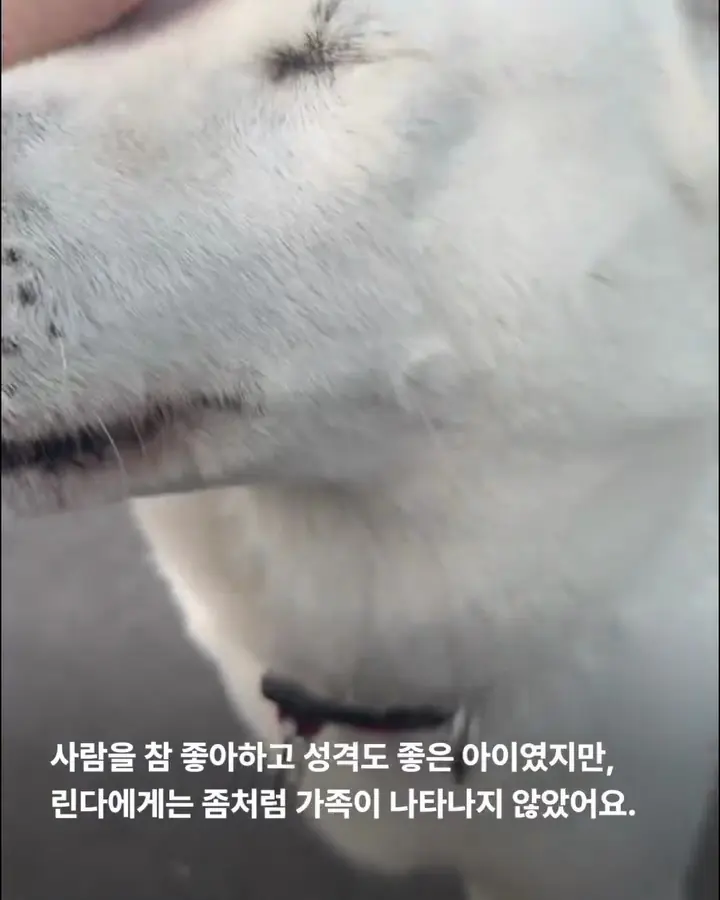 사람을 참 좋아하고 성격도 좋은 아이였지만,
린다에게는 좀처럼 가족이 나타나지 않았어요.